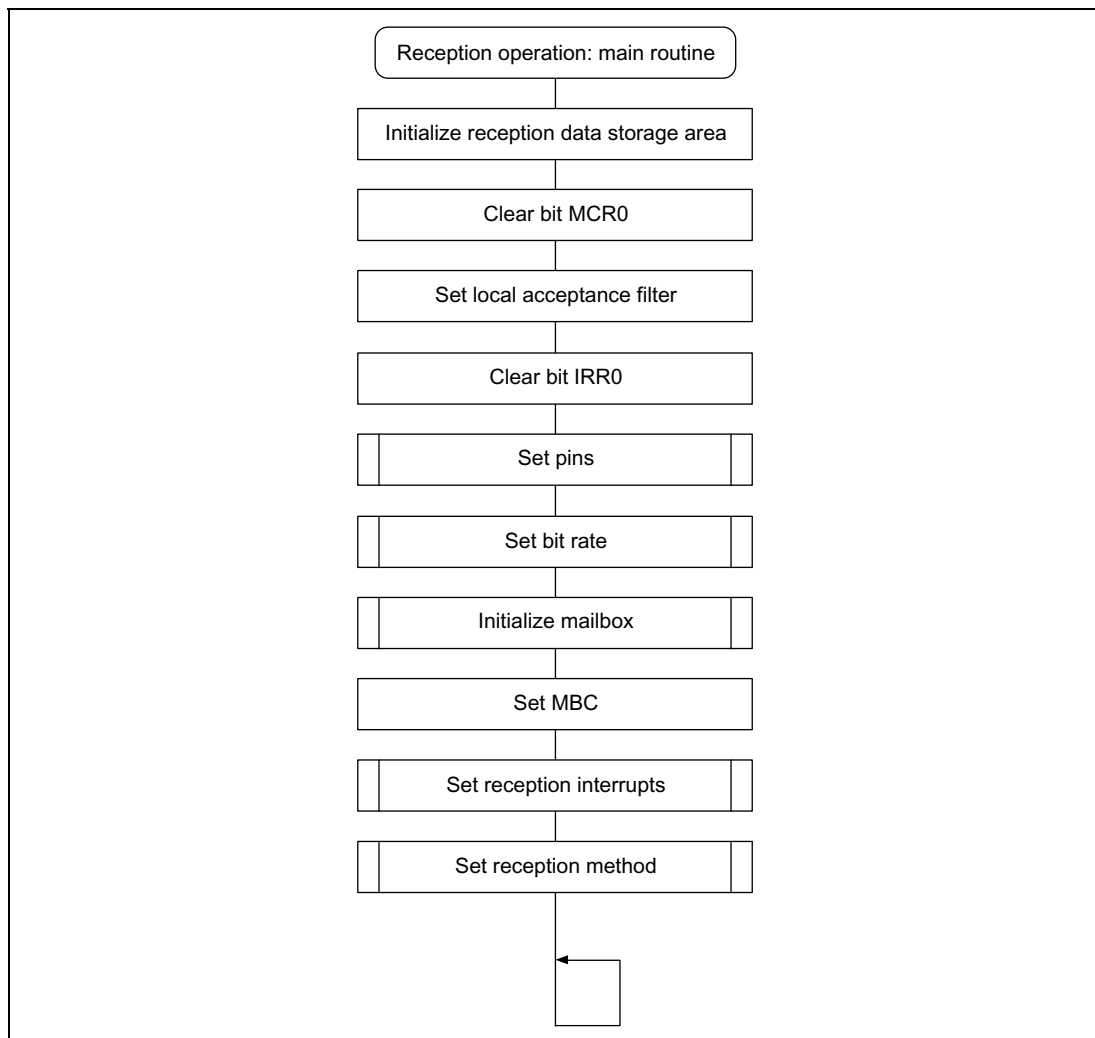 Reception operation: main routine
Initialize reception data storage area
Clear bit MCR0
Set local acceptance filter
Clear bit IRR0
Set pins
Set bit rate
Initialize mailbox
Set MBC
Set reception interrupts
Set reception method